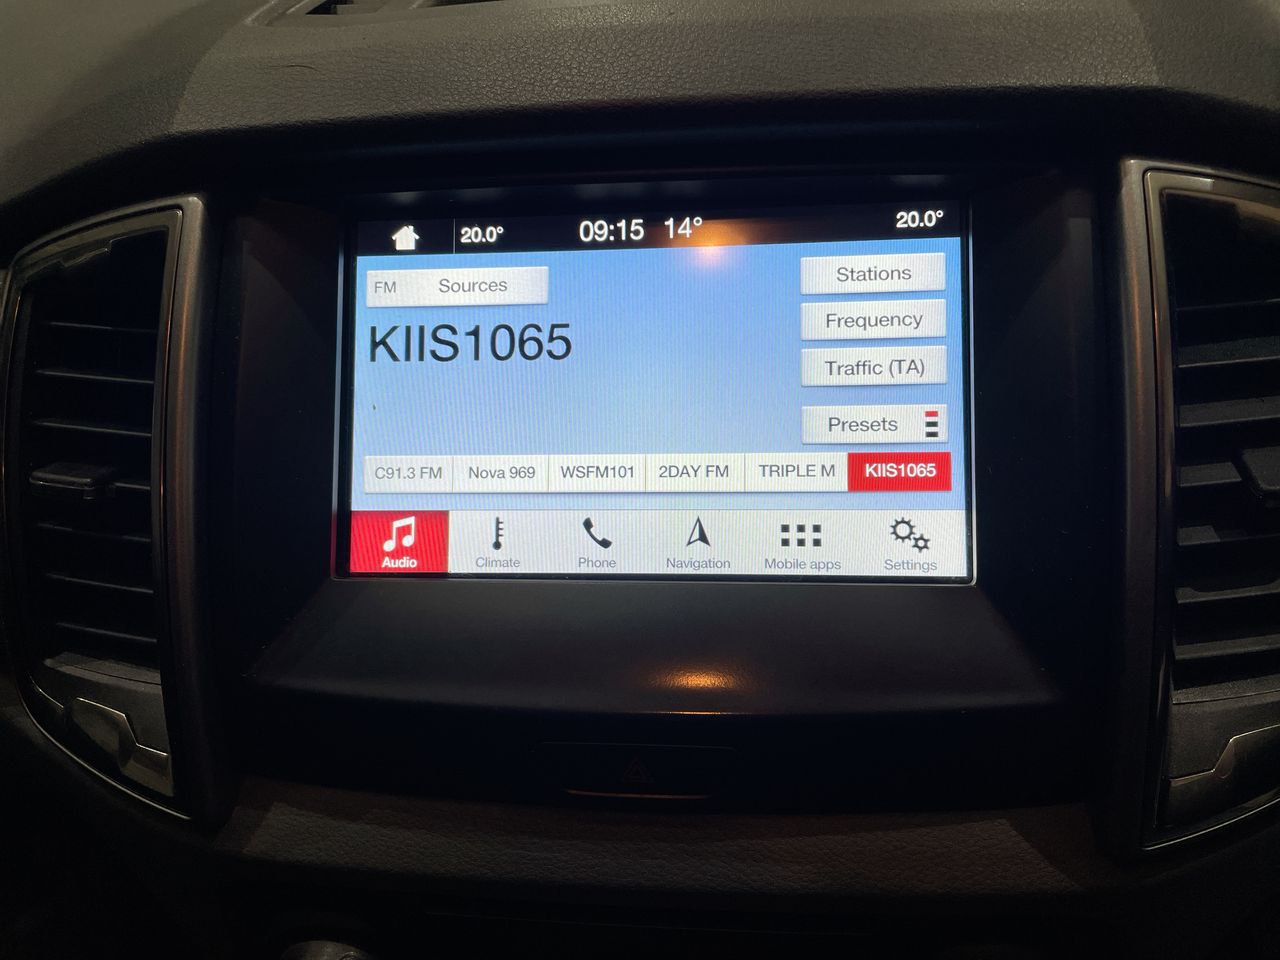 20.0° 09:15 14° 20.0°
FM Sources
Stations
KIIS1065
Frequency
Traffic (TA)
Presets
C91.3 FM Nova 969 WSFM101 2DAY FM TRIPLE M KIIS1065
Audio Climate Phone Navigation Mobile apps Settings